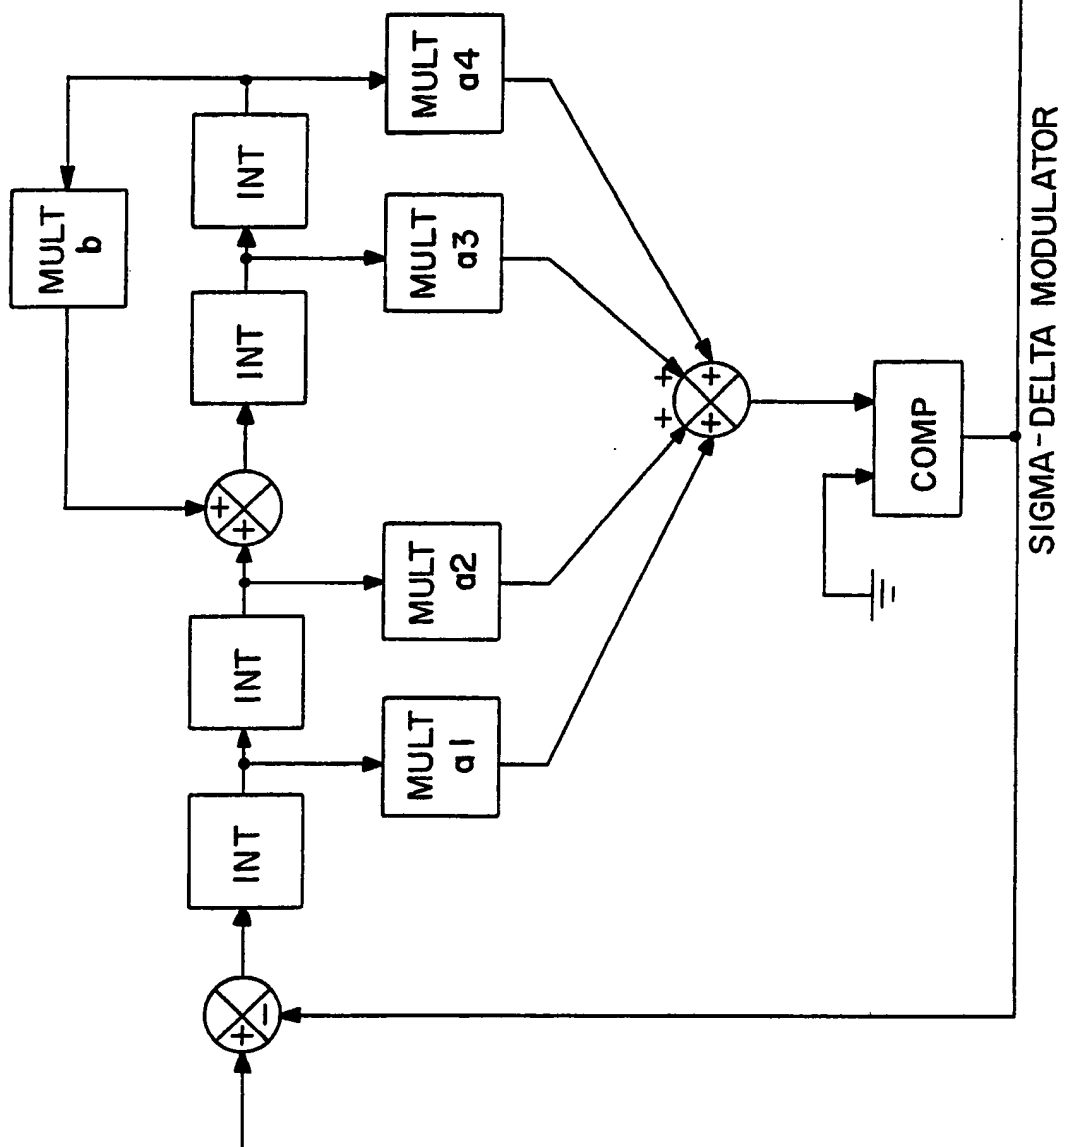 MULT
b
INT
INT
INT
INT
MULT
a1
MULT
a2
MULT
a3
MULT
a4
+
-
+
+
+
+
+
+
COMP
SIGMA-DELTA MODULATOR